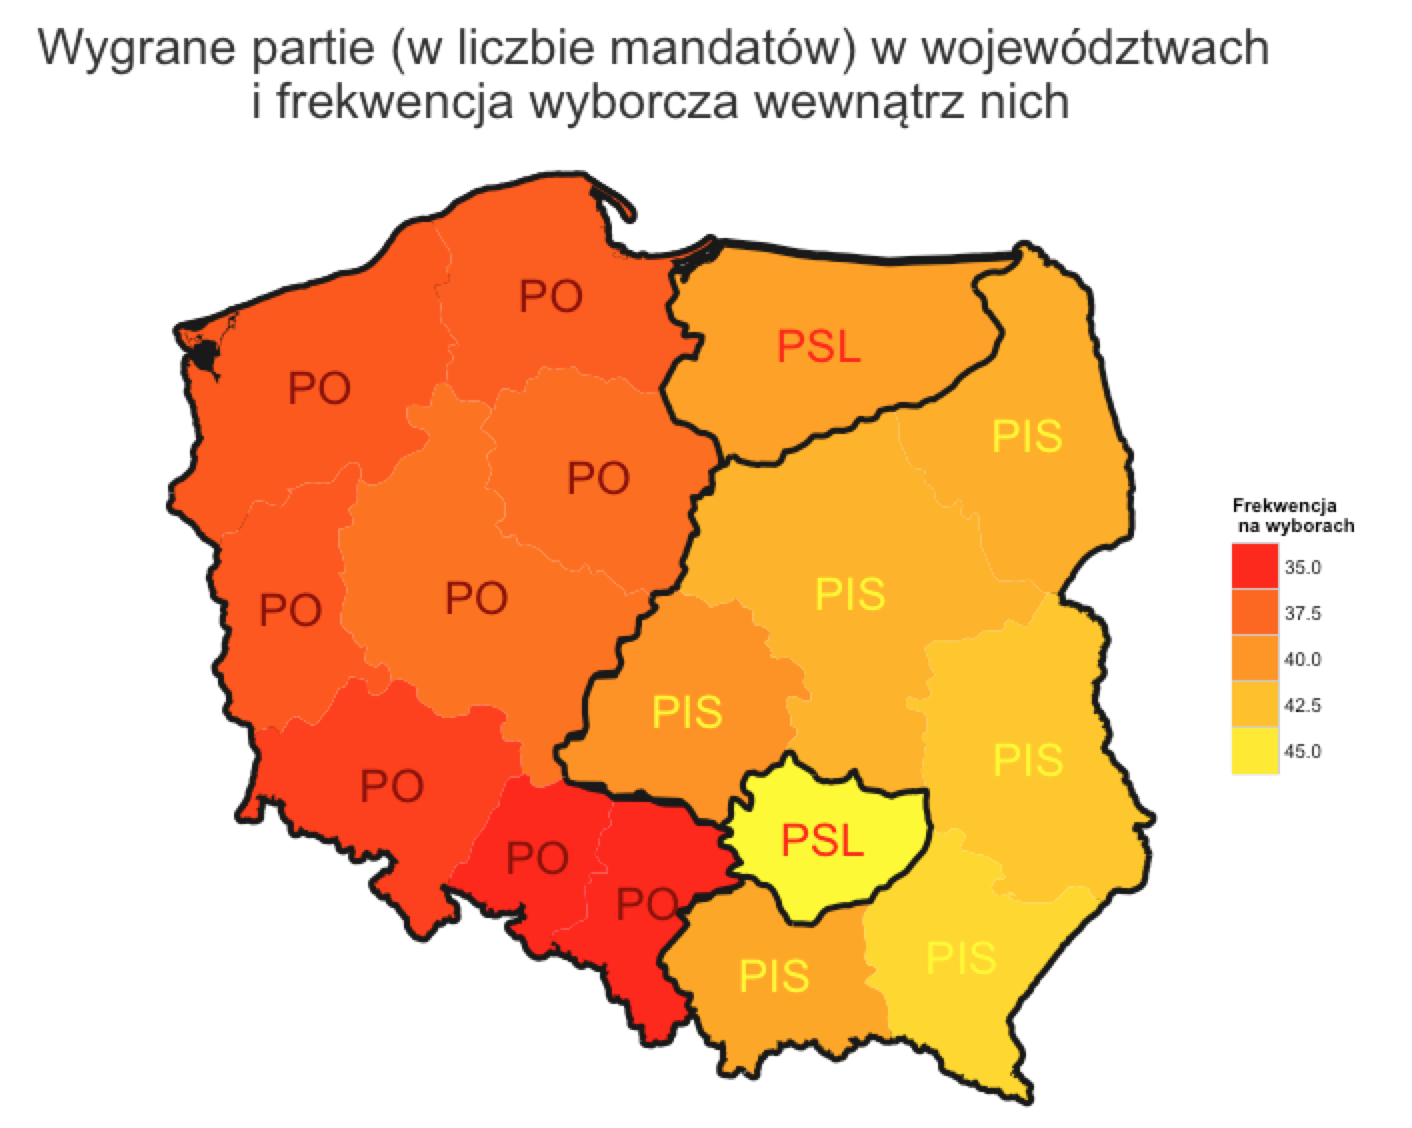 Wygrane partie (w liczbie mandatów) w województwach
i frekwencja wyborcza wewnątrz nich
PO
PSL
PO
PIS
PO
PIS
PO
PO
PIS
PIS
PO
PSL
PO
PO
PIS
PIS
Frekwencja
na wyborach
35.0
37.5
40.0
42.5
45.0